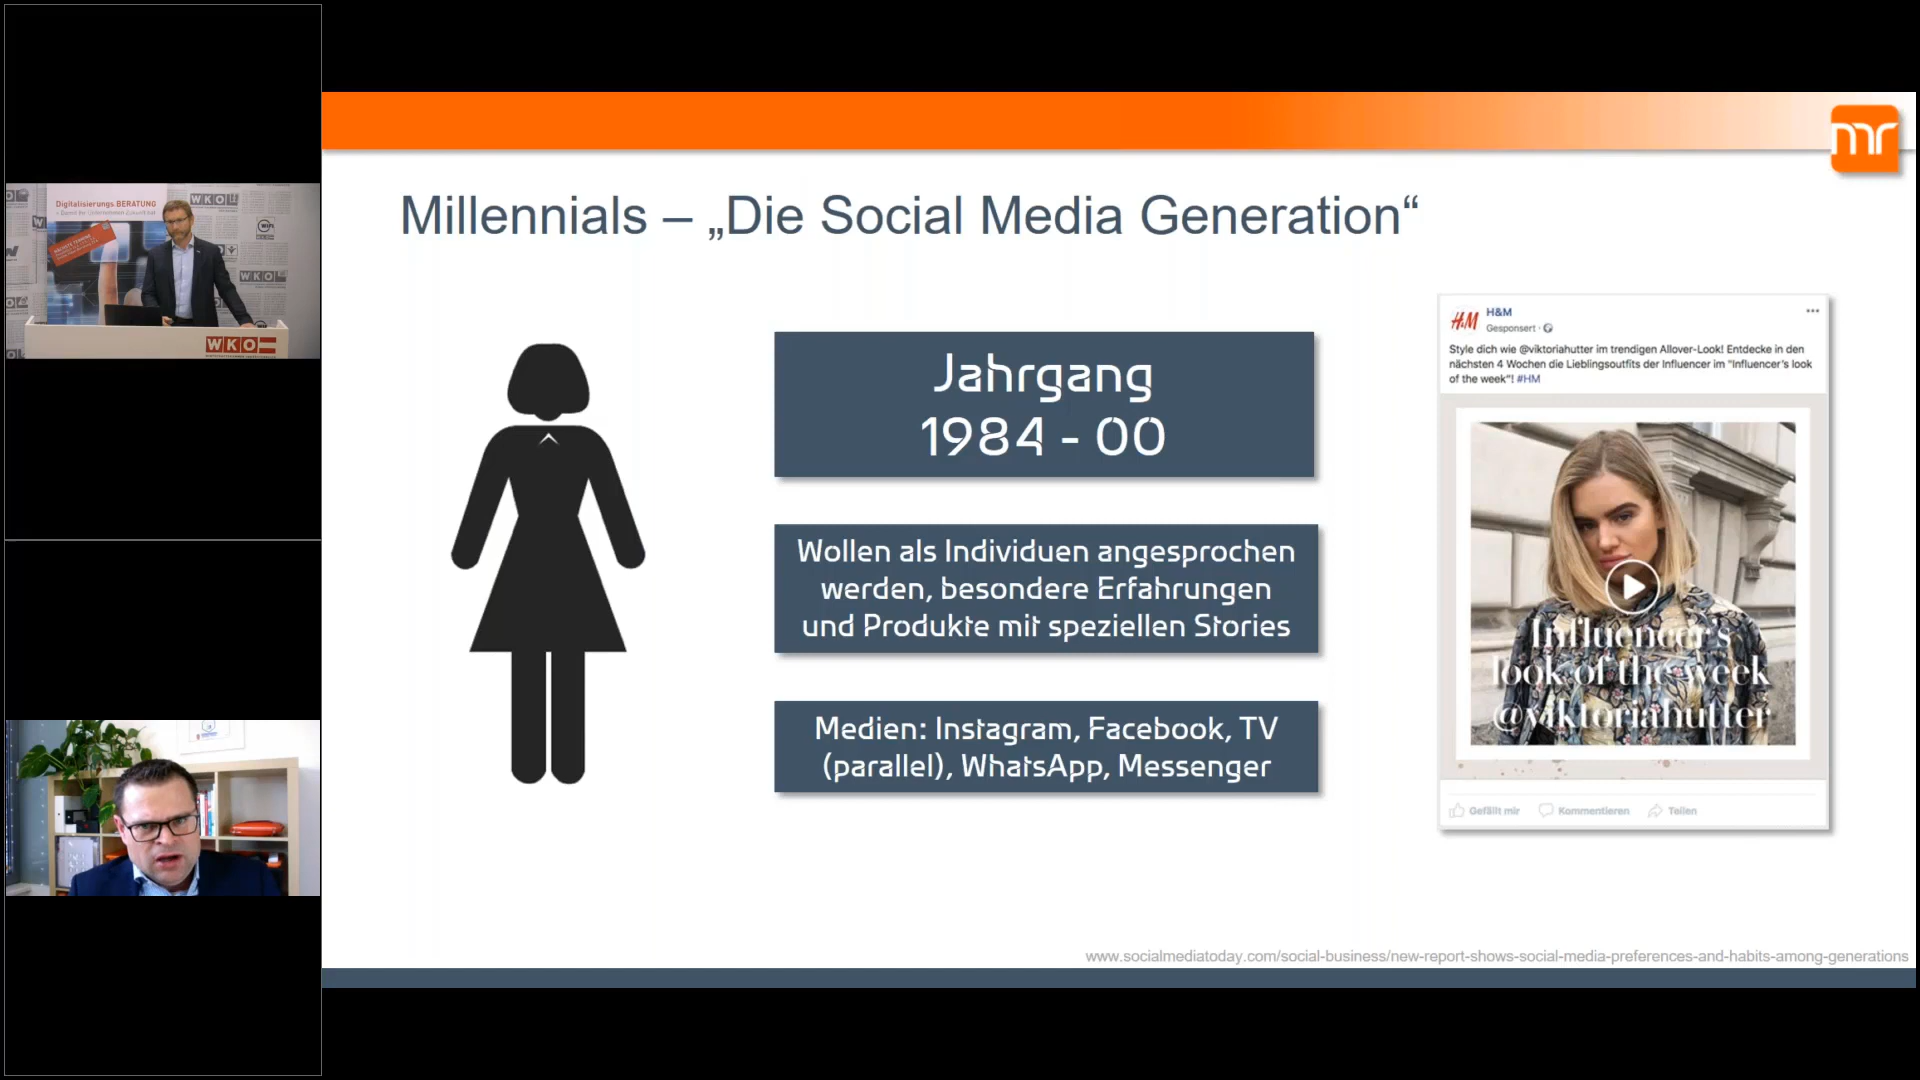 Digitalisierungs BERATUNG
WKO
WKO
WKO
mr
Millennials – „Die Social Media Generation“
Jahrgang
1984 - 00
Wollen als Individuen angesprochen
werden, besondere Erfahrungen
und Produkte mit speziellen Stories
Medien: Instagram, Facebook, TV
(parallel), WhatsApp, Messenger
H&M
H&M
Gesponsert ·
Style dich wie @viktoriahutter im trendigen Allover-Look! Entdecke in den
nächsten 4 Wochen die Lieblingsoutfits der Influencer im "Influencer's look
of the week"! #HM
Influencer's
look of the week
@viktoriahutter
Gefällt mir
Kommentieren
Teilen
www.socialmediatoday.com/social-business/new-report-shows-social-media-preferences-and-habits-among-generations